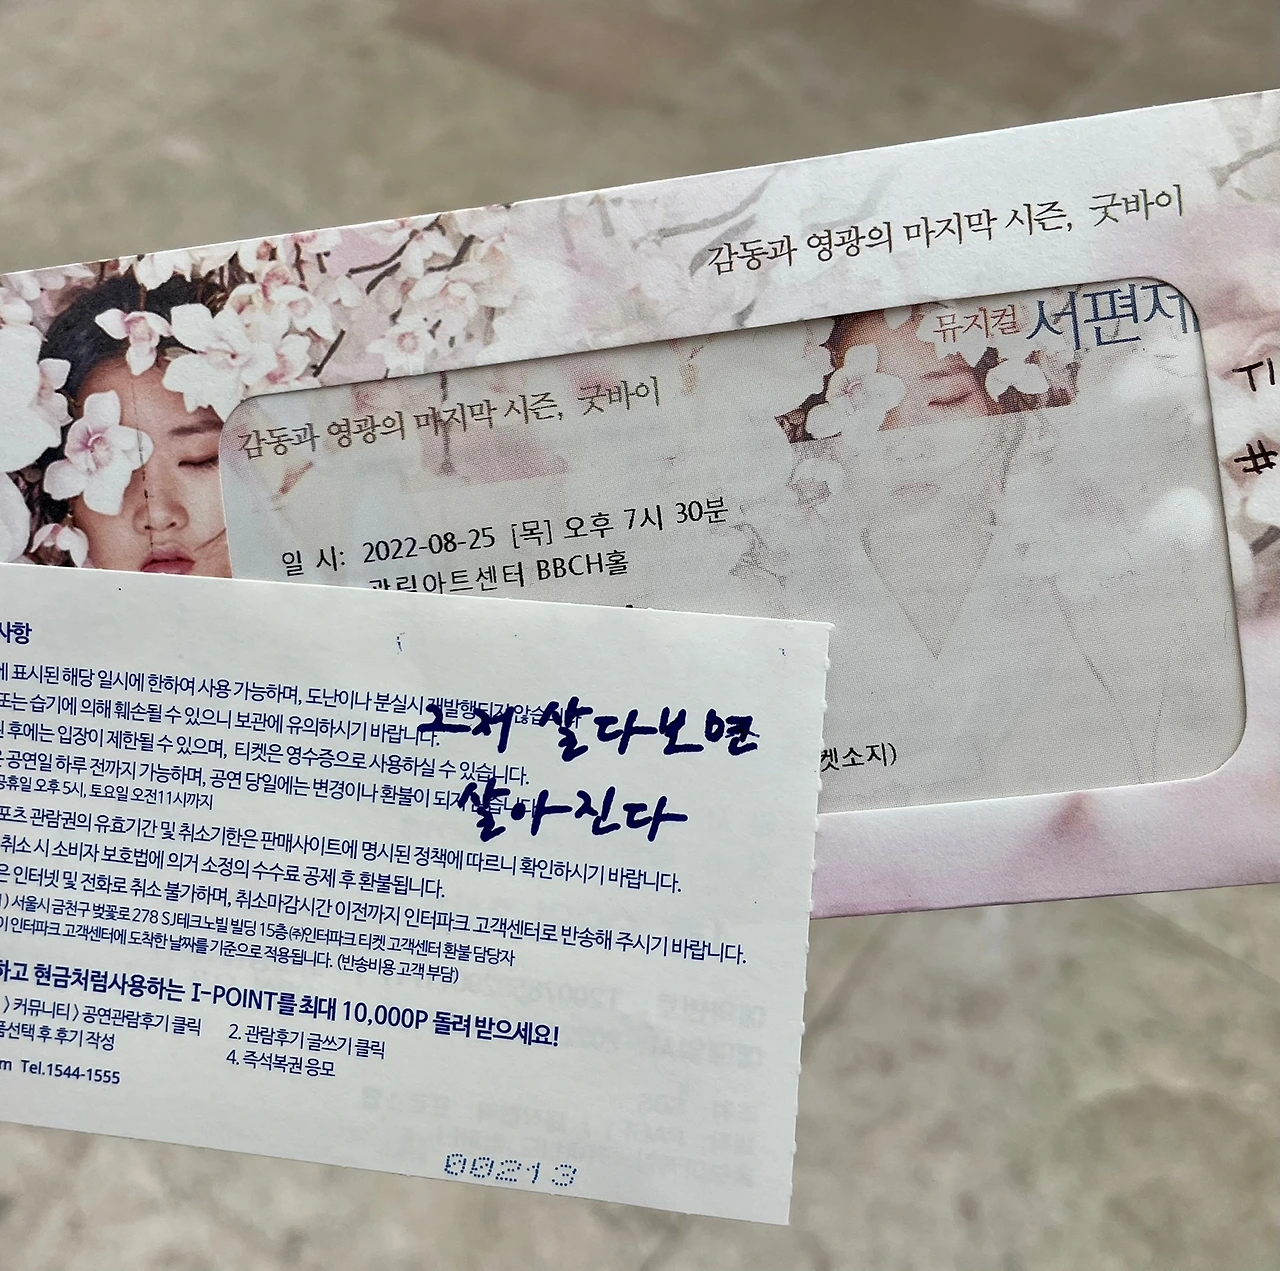 감동과 영광의 마지막 시즌, 굿바이
뮤지컬 서편제
감동과 영광의 마지막 시즌, 굿바이
TI
#
일 시: 2022-08-25 [목] 오후 7시 30분
광림아트센터 BBCH홀
켓소지)
사항
에 표시된 해당 일시에 한하여 사용 가능하며, 도난이나 분실시 재발행되지 않습니다
또는 습기에 의해 훼손될 수 있으니 보관에 유의하시기 바랍니다.
후에는 입장이 제한될 수 있으며, 티켓은 영수증으로 사용하실 수 있습니다.
은 공연일 하루 전까지 가능하며, 공연 당일에는 변경이나 환불이 되지 않습니다
공휴일 오후 5시, 토요일 오전11시까지
포츠 관람권의 유효기간 및 취소기한은 판매사이트에 명시된 정책에 따르니 확인하시기 바랍니다.
취소 시 소비자 보호법에 의거 소정의 수수료 공제 후 환불됩니다.
은 인터넷 및 전화로 취소 불가하며, 취소마감시간 이전까지 인터파크 고객센터로 반송해 주시기 바랍니다.
) 서울시 금천구 벚꽃로 278 SJ테크노빌 빌딩 15층 ㈜인터파크 티켓 고객센터 환불 담당자
이 인터파크 고객센터에 도착한 날짜를 기준으로 적용됩니다. (반송비용 고객 부담)
하고 현금처럼사용하는 I-POINT를 최대 10,000P 돌려 받으세요!
〉커뮤니티〉공연관람후기 클릭 2. 관람후기 글쓰기 클릭
품선택 후 후기 작성 4. 즉석복권 응모
m Tel.1544-1555
그저 살다보면
살아진다
00213